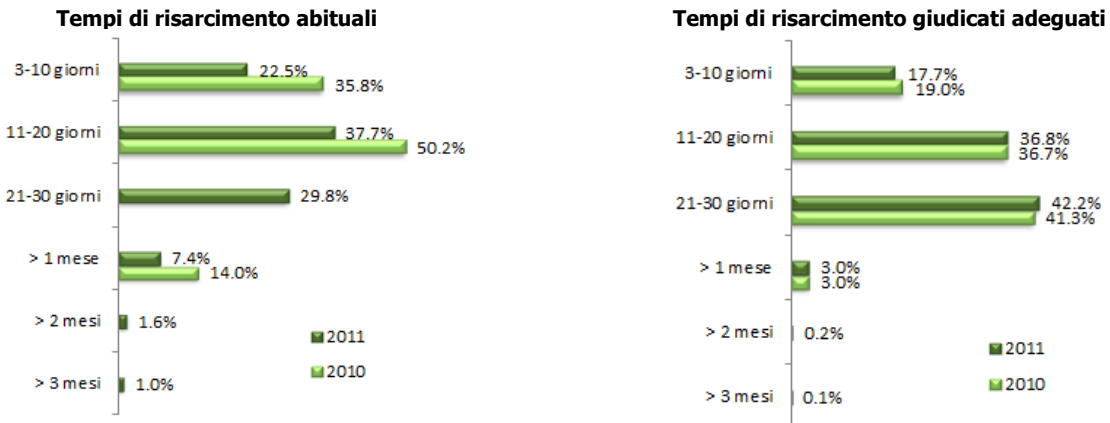 Tempi di risarcimento abituali
3-10 giorni
22.5%
35.8%
11-20 giorni
37.7%
50.2%
21-30 giorni
29.8%
> 1 mese
7.4%
14.0%
> 2 mesi
1.6%
> 3 mesi
1.0%
2011
2010
Tempi di risarcimento giudicati adeguati
3-10 giorni
17.7%
19.0%
11-20 giorni
36.8%
36.7%
21-30 giorni
42.2%
41.3%
> 1 mese
3.0%
3.0%
> 2 mesi
0.2%
> 3 mesi
0.1%
2011
2010